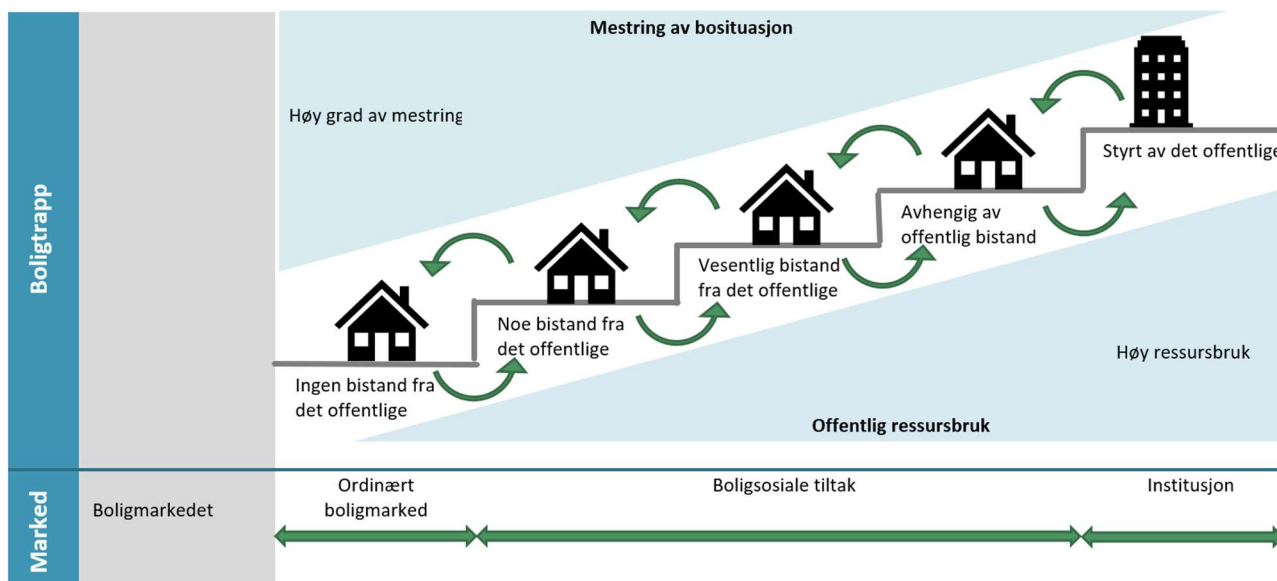 Boligtrapp
Mestring av bosituasjon
Høy grad av mestring
Styrt av det offentlige
Avhengig av
offentlig bistand
Vesentlig bistand
fra det offentlige
Noe bistand fra
det offentlige
Ingen bistand fra
det offentlige
Høy ressursbruk
Offentlig ressursbruk
Marked
Boligmarkedet
Ordinært
boligmarked
Boligsosiale tiltak
Institusjon